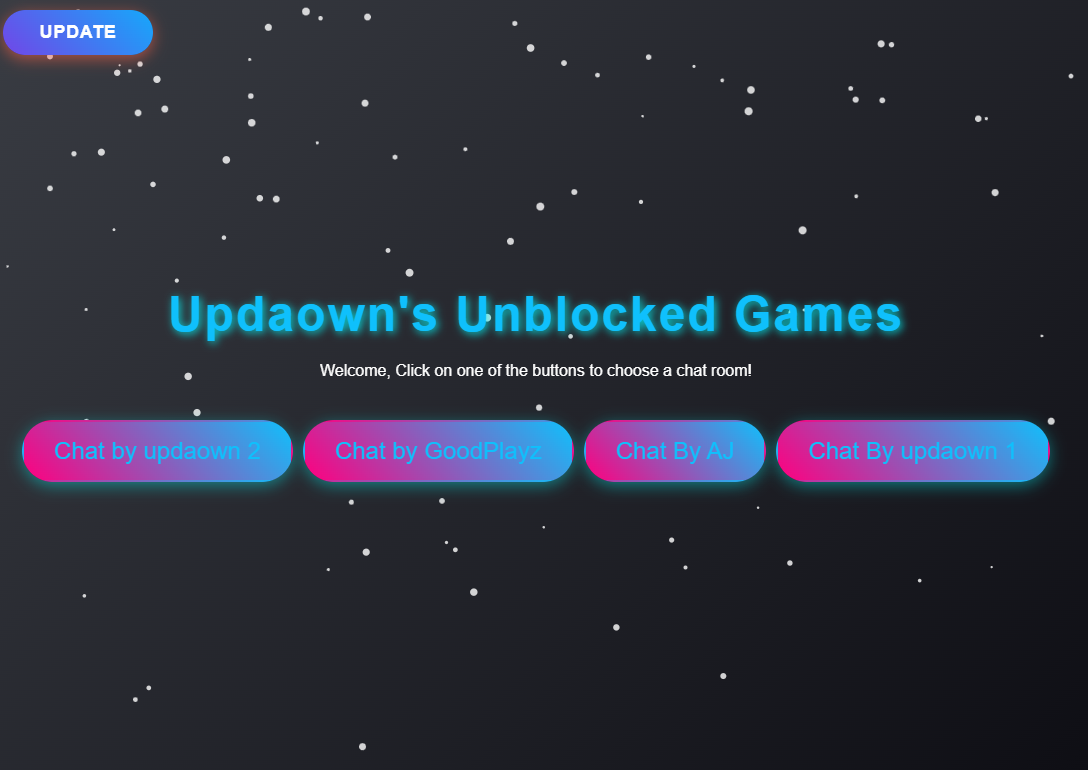 UPDATE
Updaown's Unblocked Games
Welcome, Click on one of the buttons to choose a chat room!
Chat by updaown 2
Chat by GoodPlayz
Chat By AJ
Chat By updaown 1